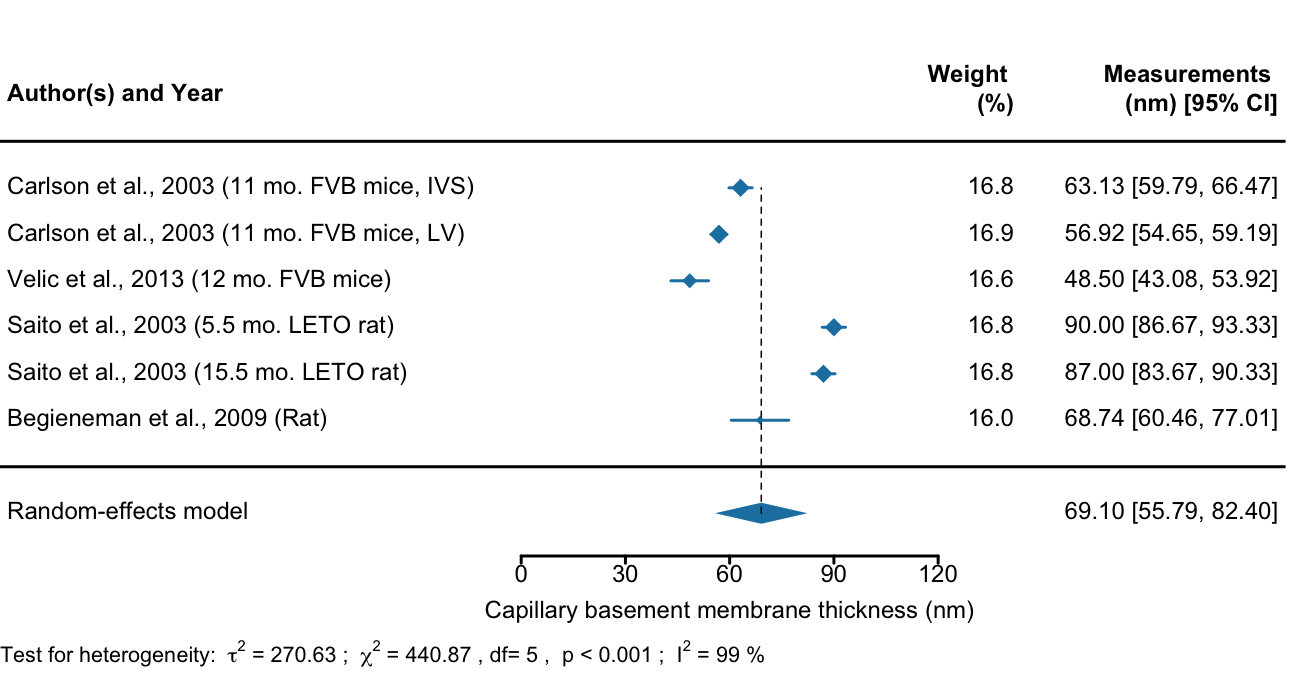 Author(s) and Year Weight (%) Measurements (nm) [95% CI]
Carlson et al., 2003 (11 mo. FVB mice, IVS) 16.8 63.13 [59.79, 66.47]
Carlson et al., 2003 (11 mo. FVB mice, LV) 16.9 56.92 [54.65, 59.19]
Velic et al., 2013 (12 mo. FVB mice) 16.6 48.50 [43.08, 53.92]
Saito et al., 2003 (5.5 mo. LETO rat) 16.8 90.00 [86.67, 93.33]
Saito et al., 2003 (15.5 mo. LETO rat) 16.8 87.00 [83.67, 90.33]
Begieneman et al., 2009 (Rat) 16.0 68.74 [60.46, 77.01]
Random-effects model 69.10 [55.79, 82.40]
0 30 60 90 120
Capillary basement membrane thickness (nm)
Test for heterogeneity: τ² = 270.63 ; χ² = 440.87 , df= 5 , p < 0.001 ; I² = 99 %